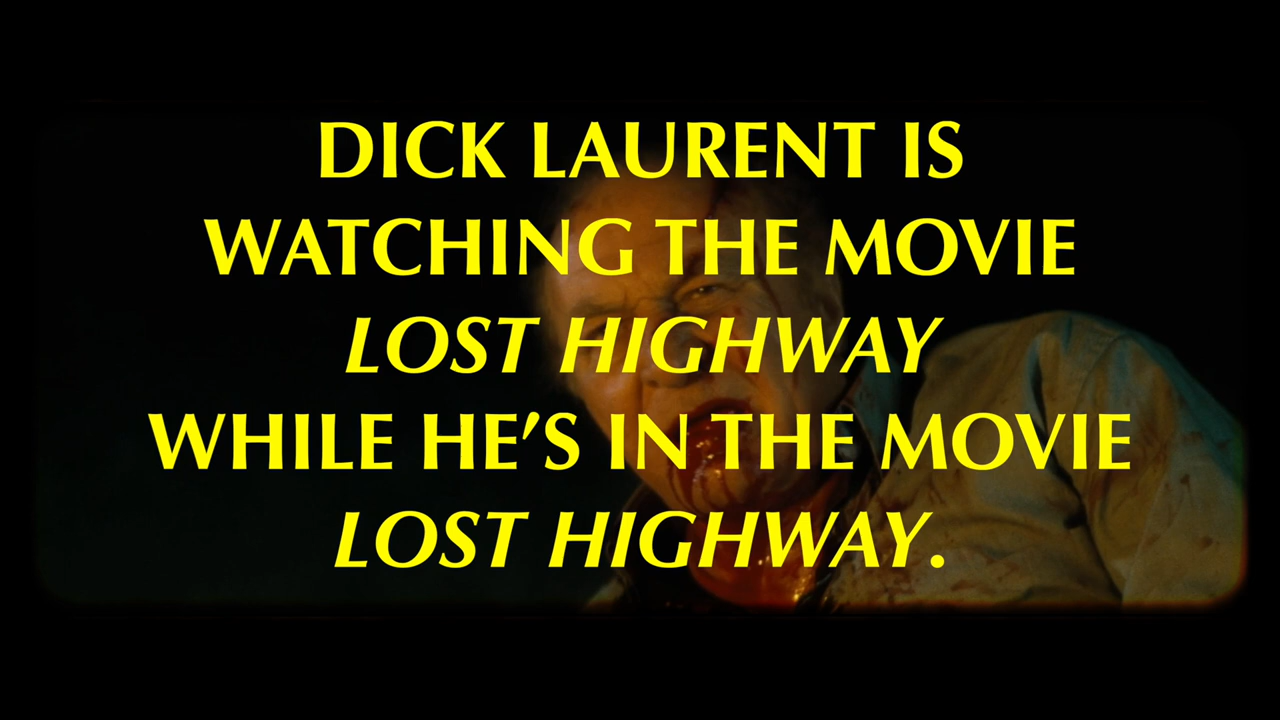 DICK LAURENT IS
WATCHING THE MOVIE
LOST HIGHWAY
WHILE HE’S IN THE MOVIE
LOST HIGHWAY.